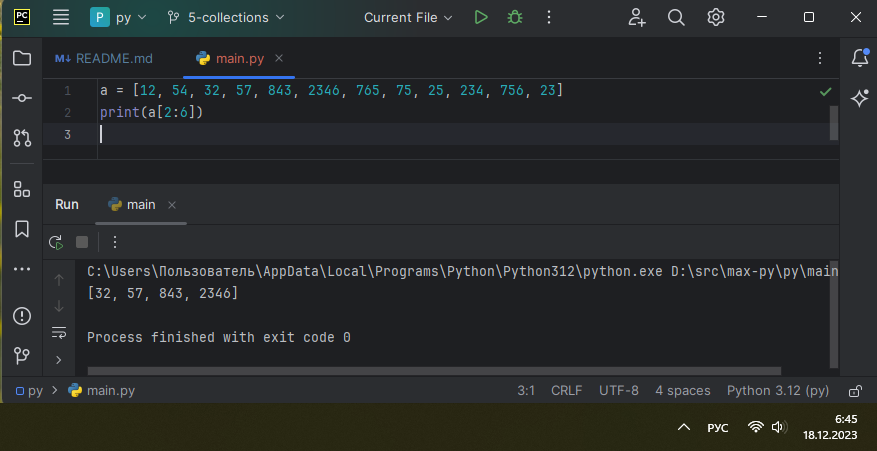 PC P py 5-collections Current File
M↓ README.md main.py
1 a = [12, 54, 32, 57, 843, 2346, 765, 75, 25, 234, 756, 23]
2 print(a[2:6])
3
Run main
C:\Users\Пользователь\AppData\Local\Programs\Python\Python312\python.exe D:\src\max-py\py\main
[32, 57, 843, 2346]
Process finished with exit code 0
py > main.py 3:1 CRLF UTF-8 4 spaces Python 3.12 (py)
РУС 6:45
18.12.2023